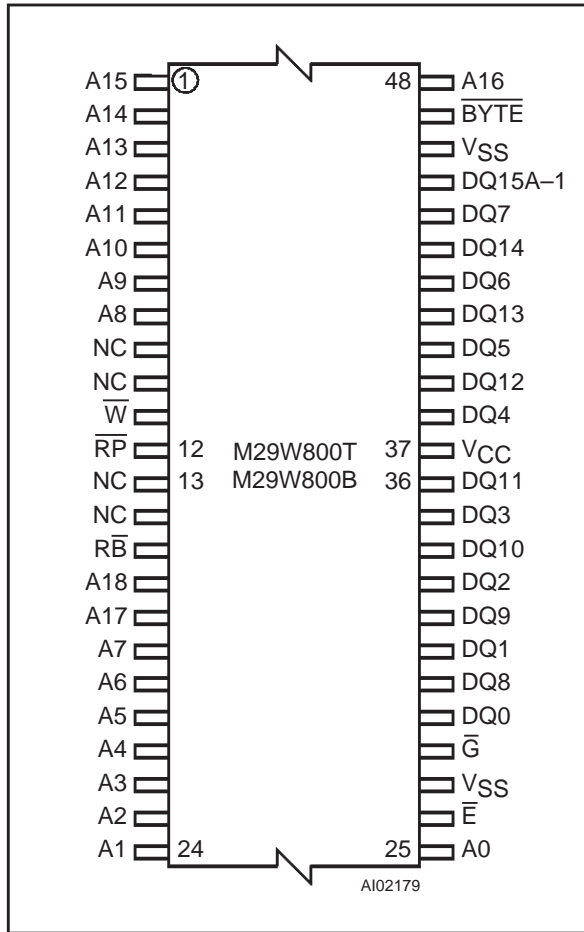 A15 1 48 A16
A14 B̅Y̅T̅E̅
A13 VSS
A12 DQ15A–1
A11 DQ7
A10 DQ14
A9 DQ6
A8 DQ13
NC DQ5
NC DQ12
W̅ DQ4
R̅P̅ 12 M29W800T 37 VCC
NC 13 M29W800B 36 DQ11
NC DQ3
RB̅ DQ10
A18 DQ2
A17 DQ9
A7 DQ1
A6 DQ8
A5 DQ0
A4 G̅
A3 VSS
A2 E̅
A1 24 25 A0
AI02179